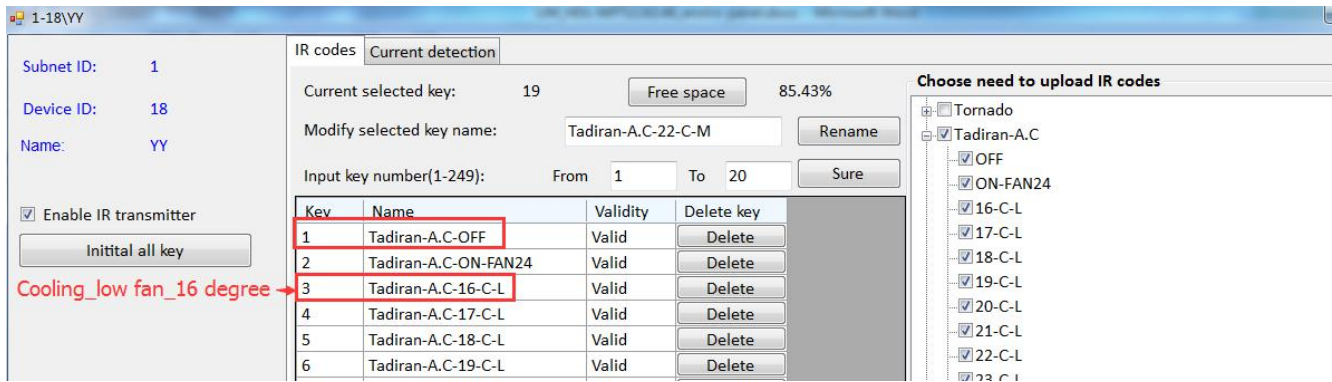 1-18\YY
Subnet ID: 1
Device ID: 18
Name: YY
Enable IR transmitter
Initital all key
Cooling_low fan_16 degree
IR codes Current detection
Current selected key: 19 Free space 85.43%
Modify selected key name: Tadiran-A.C-22-C-M Rename
Input key number(1-249): From 1 To 20 Sure
Key Name Validity Delete key
1 Tadiran-A.C-OFF Valid Delete
2 Tadiran-A.C-ON-FAN24 Valid Delete
3 Tadiran-A.C-16-C-L Valid Delete
4 Tadiran-A.C-17-C-L Valid Delete
5 Tadiran-A.C-18-C-L Valid Delete
6 Tadiran-A.C-19-C-L Valid Delete
Choose need to upload IR codes
Tornado
Tadiran-A.C
OFF
ON-FAN24
16-C-L
17-C-L
18-C-L
19-C-L
20-C-L
21-C-L
22-C-L
23-C-L